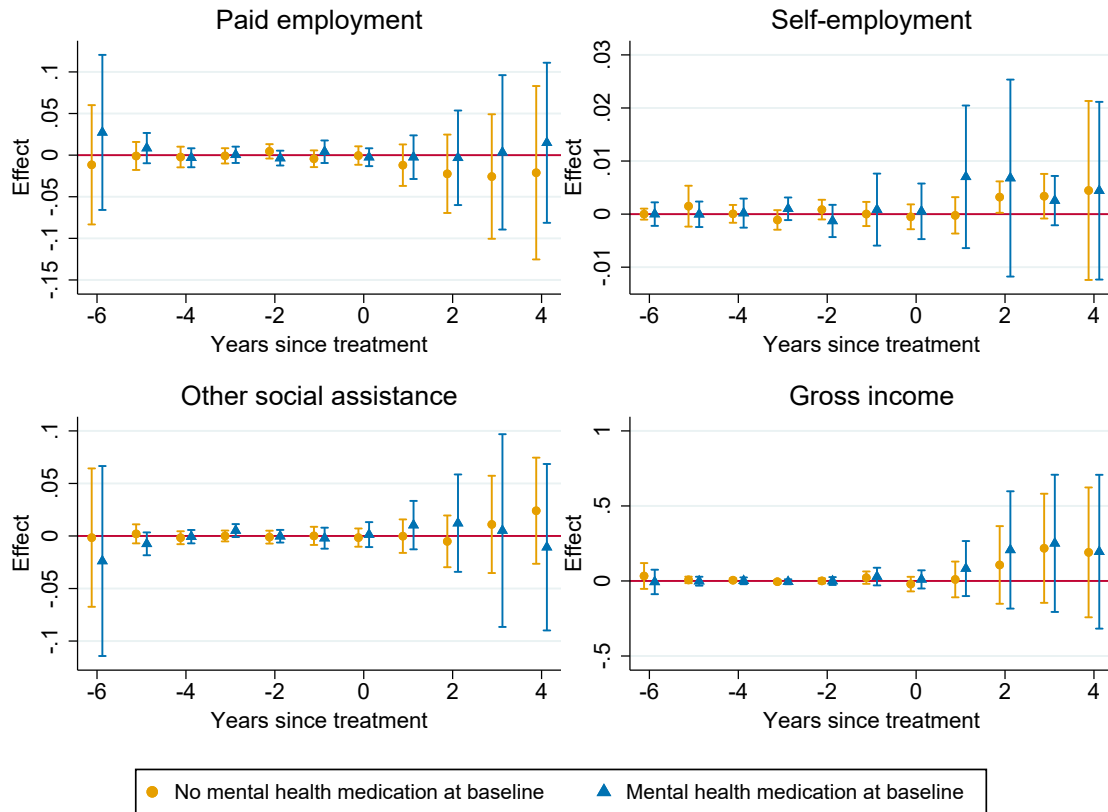 Paid employment
Effect
.1
.05
0
-.05
-.1
-.15
-6 -4 -2 0 2 4
Years since treatment
Self-employment
Effect
.03
.02
.01
0
-.01
-6 -4 -2 0 2 4
Years since treatment
Other social assistance
Effect
.1
.05
0
-.05
-.1
-6 -4 -2 0 2 4
Years since treatment
Gross income
Effect
1
.5
0
-.5
-6 -4 -2 0 2 4
Years since treatment
No mental health medication at baseline Mental health medication at baseline